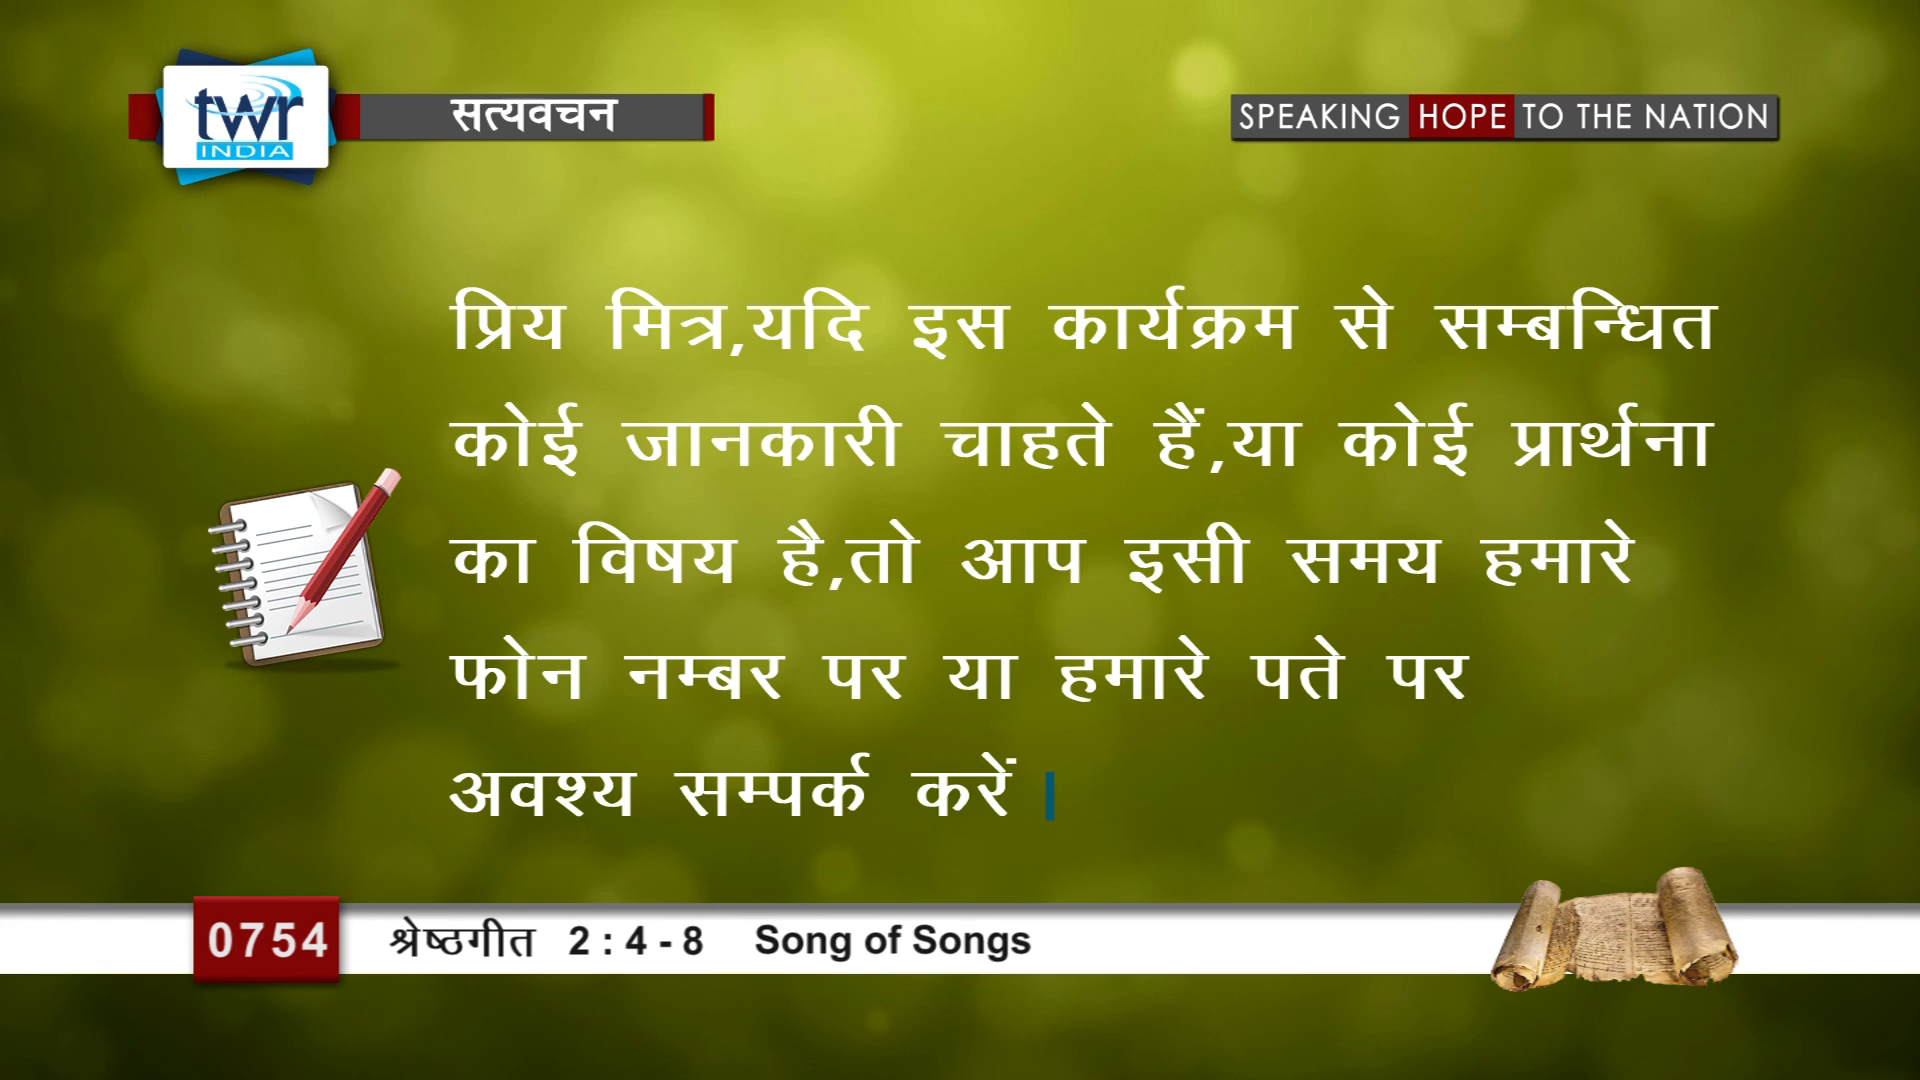 twr
INDIA
सत्यवचन
SPEAKING HOPE TO THE NATION
प्रिय मित्र,यदि इस कार्यक्रम से सम्बन्धित
कोई जानकारी चाहते हैं,या कोई प्रार्थना
का विषय है,तो आप इसी समय हमारे
फोन नम्बर पर या हमारे पते पर
अवश्य सम्पर्क करें ।
0754 श्रेष्ठगीत 2 : 4 - 8 Song of Songs